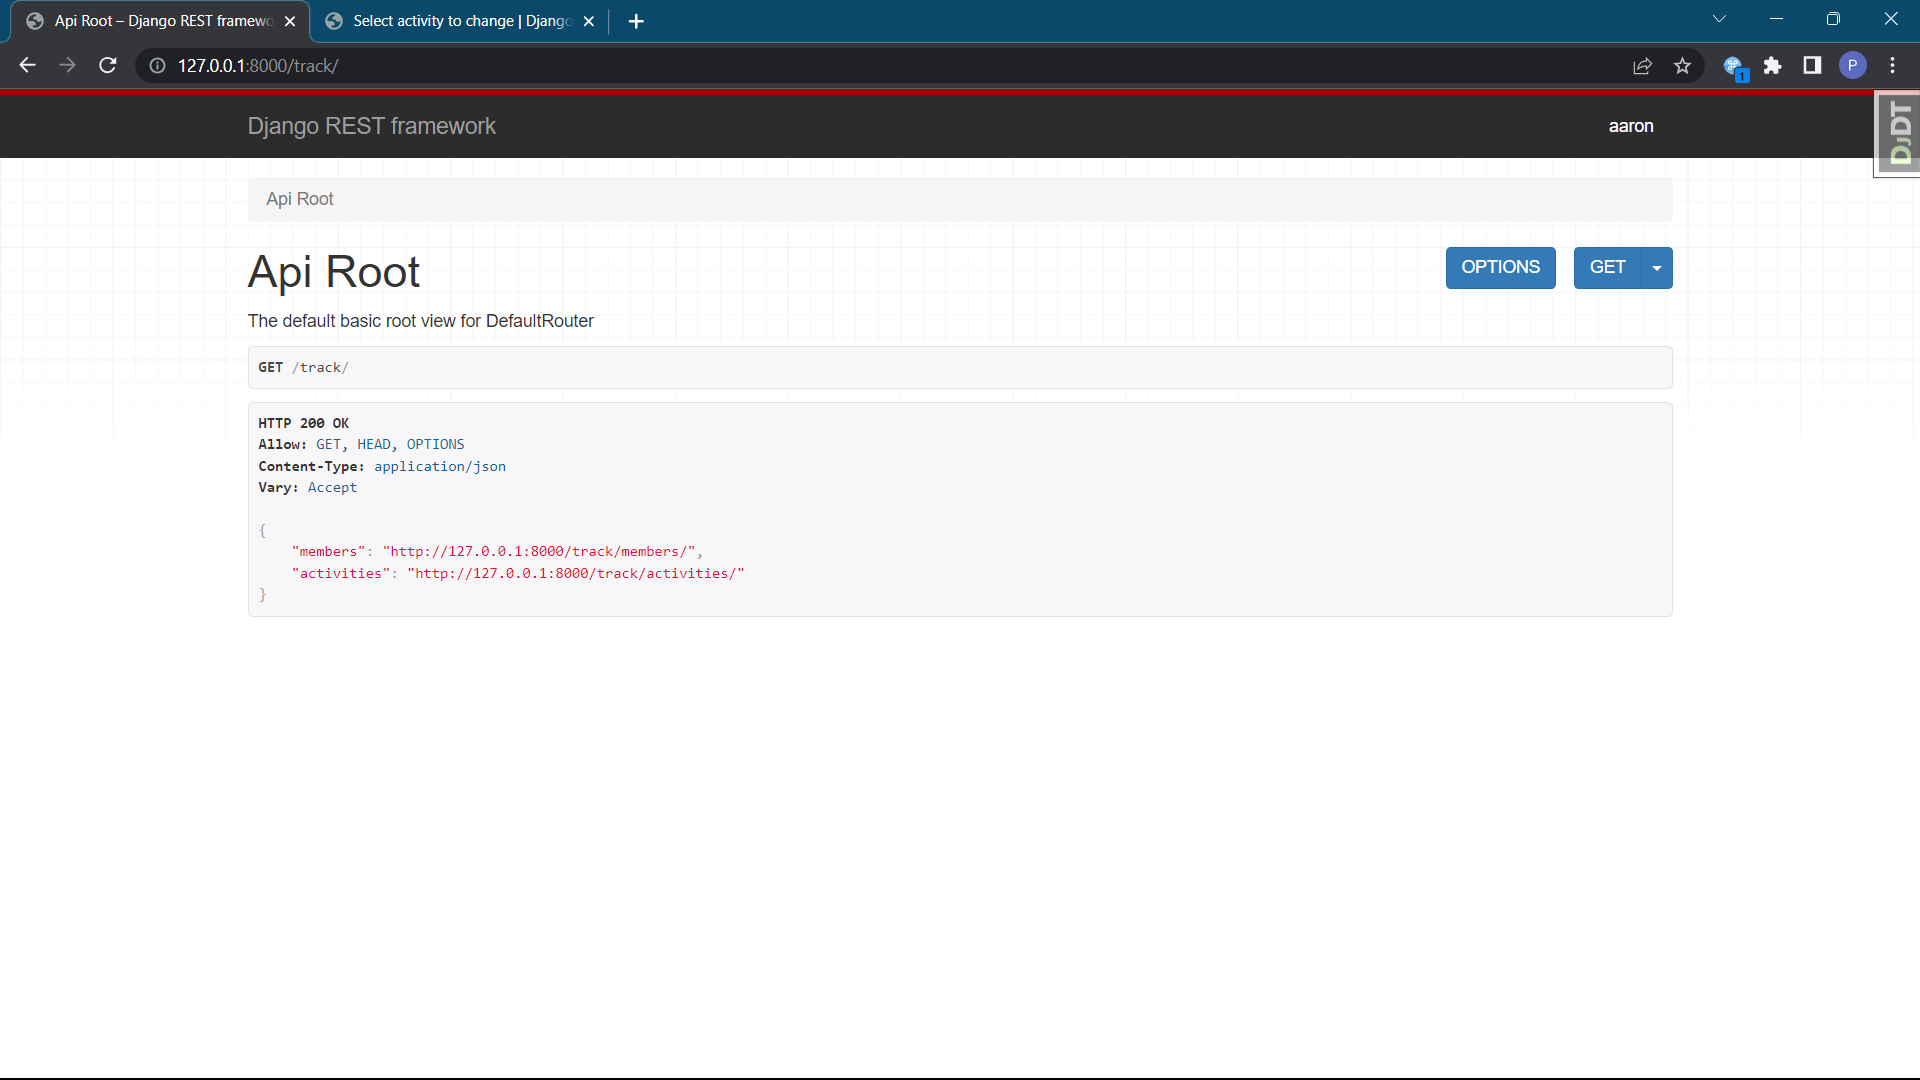 Api Root – Django REST framewo
Select activity to change | Django
127.0.0.1:8000/track/
1
P
Django REST framework
aaron
DJDT
Api Root
Api Root
OPTIONS
GET
The default basic root view for DefaultRouter
GET /track/
HTTP 200 OK
Allow: GET, HEAD, OPTIONS
Content-Type: application/json
Vary: Accept
{
"members": "http://127.0.0.1:8000/track/members/",
"activities": "http://127.0.0.1:8000/track/activities/"
}